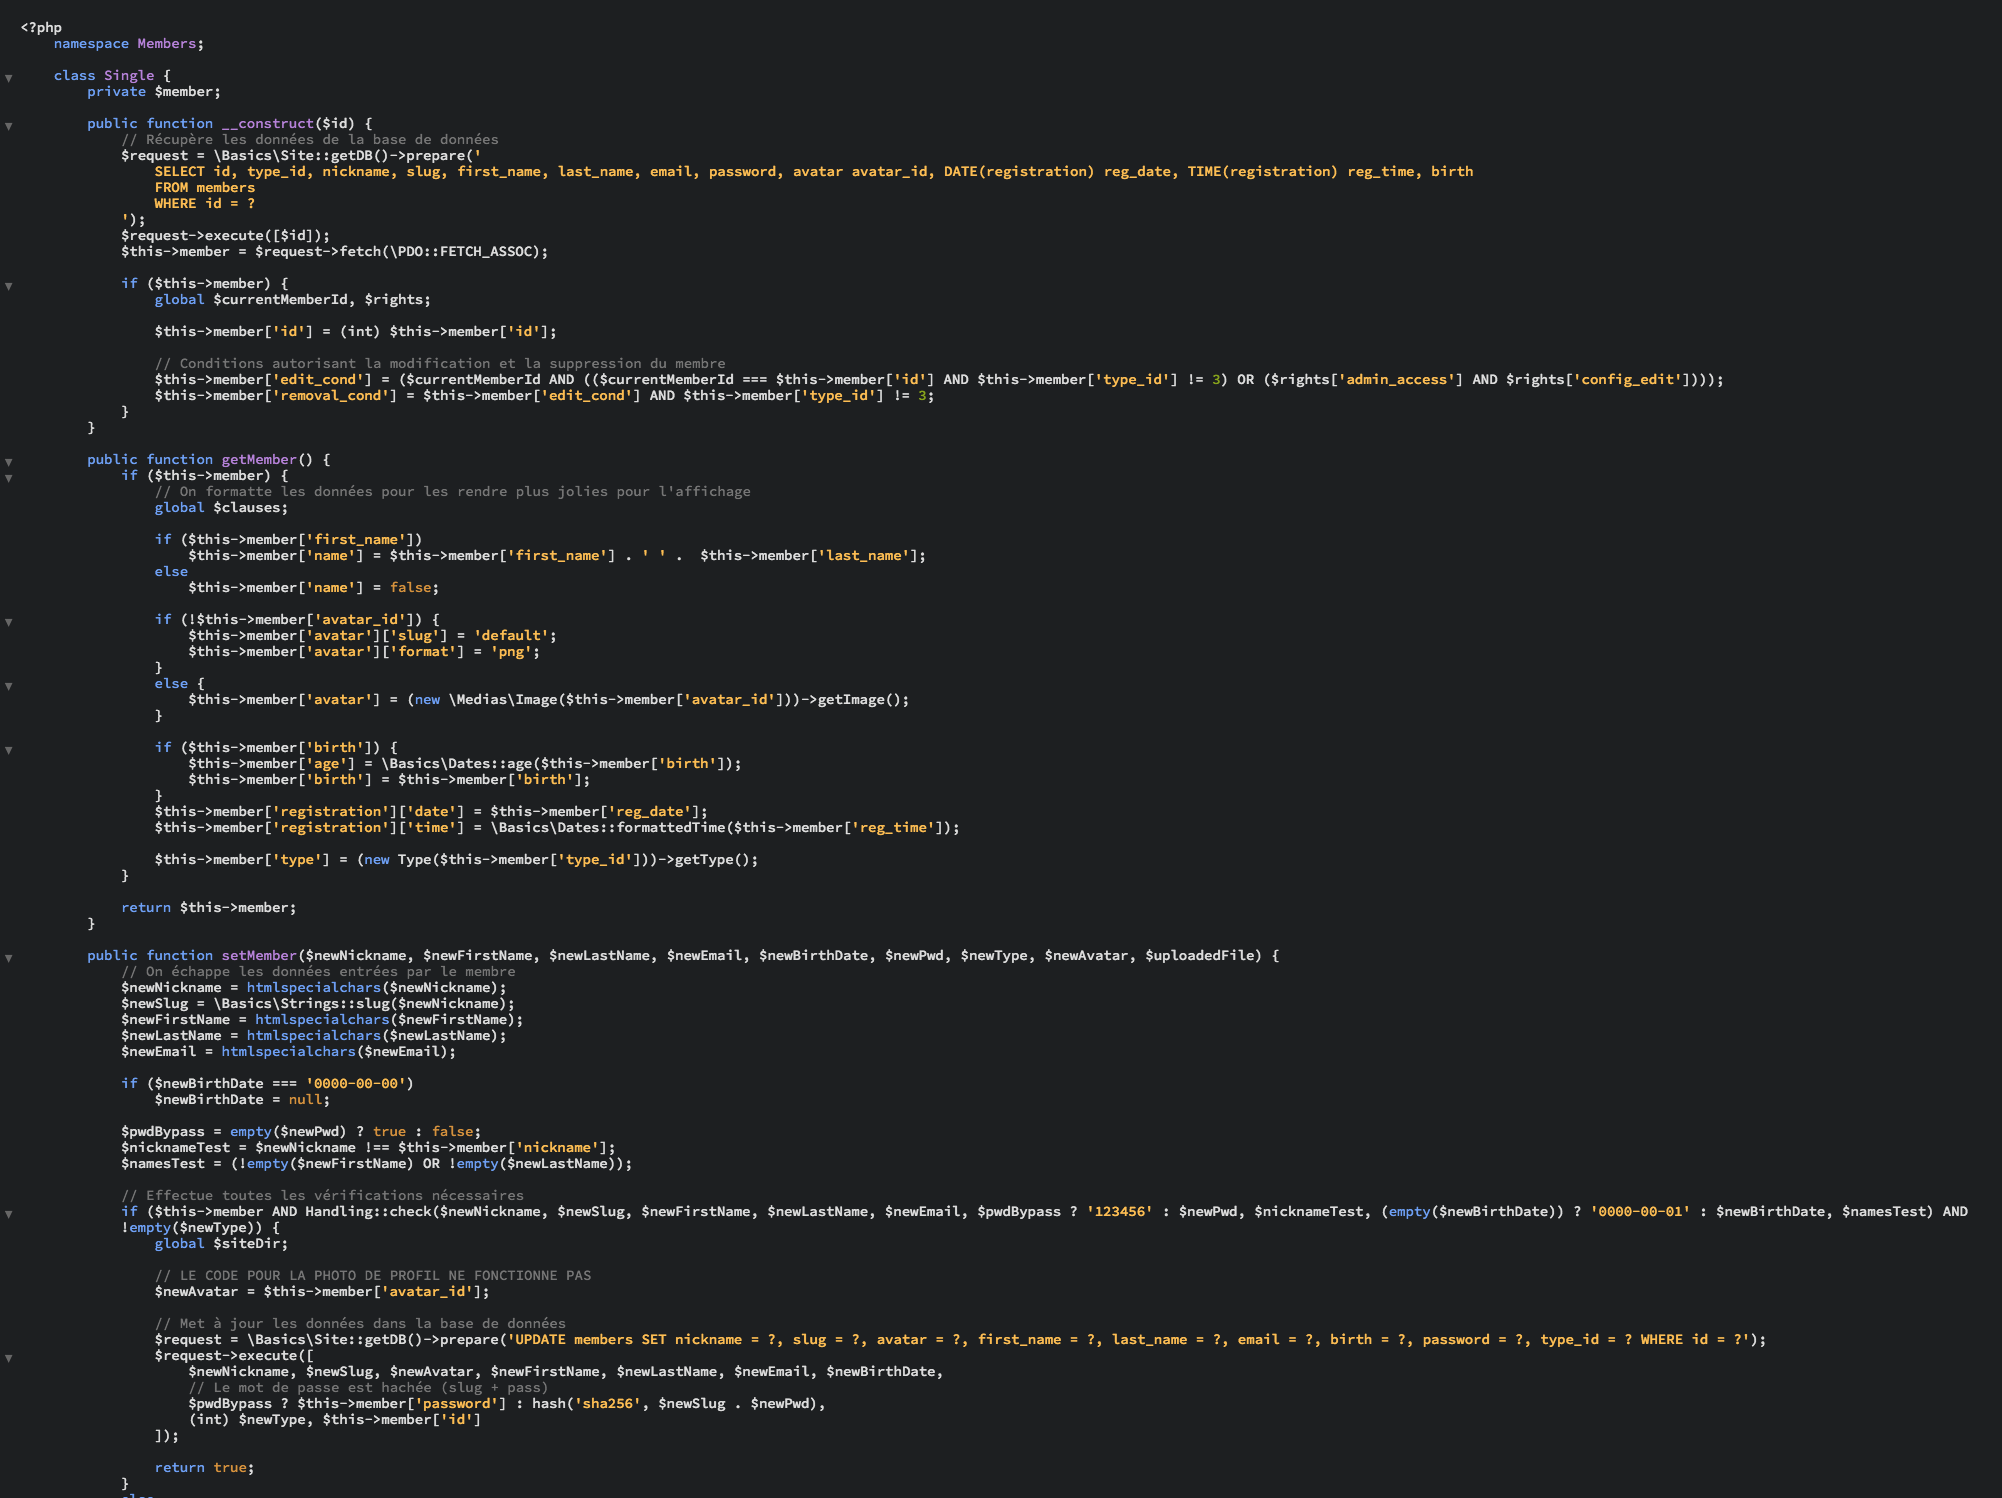 <?php
namespace Members;
class Single {
private $member;
public function __construct($id) {
// Récupère les données de la base de données
$request = \Basics\Site::getDB()->prepare('
SELECT id, type_id, nickname, slug, first_name, last_name, email, password, avatar avatar_id, DATE(registration) reg_date, TIME(registration) reg_time, birth
FROM members
WHERE id = ?
');
$request->execute([$id]);
$this->member = $request->fetch(\PDO::FETCH_ASSOC);
if ($this->member) {
global $currentMemberId, $rights;
$this->member['id'] = (int) $this->member['id'];
// Conditions autorisant la modification et la suppression du membre
$this->member['edit_cond'] = ($currentMemberId AND (($currentMemberId === $this->member['id'] AND $this->member['type_id'] != 3) OR ($rights['admin_access'] AND $rights['config_edit'])));
$this->member['removal_cond'] = $this->member['edit_cond'] AND $this->member['type_id'] != 3;
}
}
public function getMember() {
if ($this->member) {
// On formatte les données pour les rendre plus jolies pour l'affichage
global $clauses;
if ($this->member['first_name'])
$this->member['name'] = $this->member['first_name'] . ' ' .  $this->member['last_name'];
else
$this->member['name'] = false;
if (!$this->member['avatar_id']) {
$this->member['avatar']['slug'] = 'default';
$this->member['avatar']['format'] = 'png';
}
else {
$this->member['avatar'] = (new \Medias\Image($this->member['avatar_id']))->getImage();
}
if ($this->member['birth']) {
$this->member['age'] = \Basics\Dates::age($this->member['birth']);
$this->member['birth'] = $this->member['birth'];
}
$this->member['registration']['date'] = $this->member['reg_date'];
$this->member['registration']['time'] = \Basics\Dates::formattedTime($this->member['reg_time']);
$this->member['type'] = (new Type($this->member['type_id']))->getType();
}
return $this->member;
}
public function setMember($newNickname, $newFirstName, $newLastName, $newEmail, $newBirthDate, $newPwd, $newType, $newAvatar, $uploadedFile) {
// On échappe les données entrées par le membre
$newNickname = htmlspecialchars($newNickname);
$newSlug = \Basics\Strings::slug($newNickname);
$newFirstName = htmlspecialchars($newFirstName);
$newLastName = htmlspecialchars($newLastName);
$newEmail = htmlspecialchars($newEmail);
if ($newBirthDate === '0000-00-00')
$newBirthDate = null;
$pwdBypass = empty($newPwd) ? true : false;
$nicknameTest = $newNickname !== $this->member['nickname'];
$namesTest = (!empty($newFirstName) OR !empty($newLastName));
// Effectue toutes les vérifications nécessaires
if ($this->member AND Handling::check($newNickname, $newSlug, $newFirstName, $newLastName, $newEmail, $pwdBypass ? '123456' : $newPwd, $nicknameTest, (empty($newBirthDate)) ? '0000-00-01' : $newBirthDate, $namesTest) AND
!empty($newType)) {
global $siteDir;
// LE CODE POUR LA PHOTO DE PROFIL NE FONCTIONNE PAS
$newAvatar = $this->member['avatar_id'];
// Met à jour les données dans la base de données
$request = \Basics\Site::getDB()->prepare('UPDATE members SET nickname = ?, slug = ?, avatar = ?, first_name = ?, last_name = ?, email = ?, birth = ?, password = ?, type_id = ? WHERE id = ?');
$request->execute([
$newNickname, $newSlug, $newAvatar, $newFirstName, $newLastName, $newEmail, $newBirthDate,
// Le mot de passe est hachée (slug + pass)
$pwdBypass ? $this->member['password'] : hash('sha256', $newSlug . $newPwd),
(int) $newType, $this->member['id']
]);
return true;
}